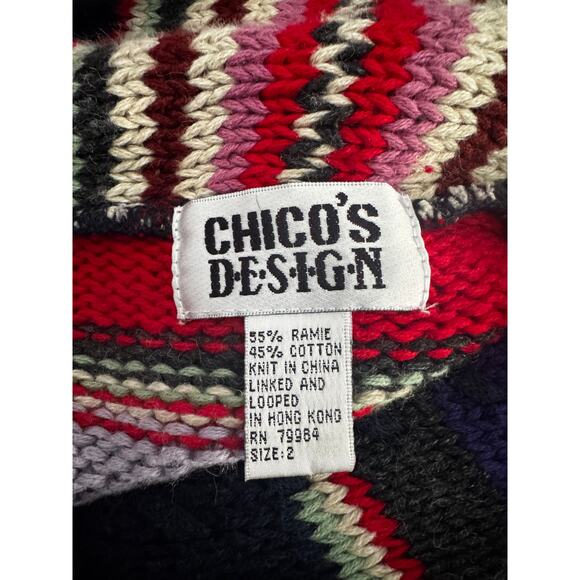 CHICO'S
D•E•S•I•G•N
55% RAMIE
45% COTTON
KNIT IN CHINA
LINKED AND
LOOPED
IN HONG KONG
RN 79984
SIZE: 2